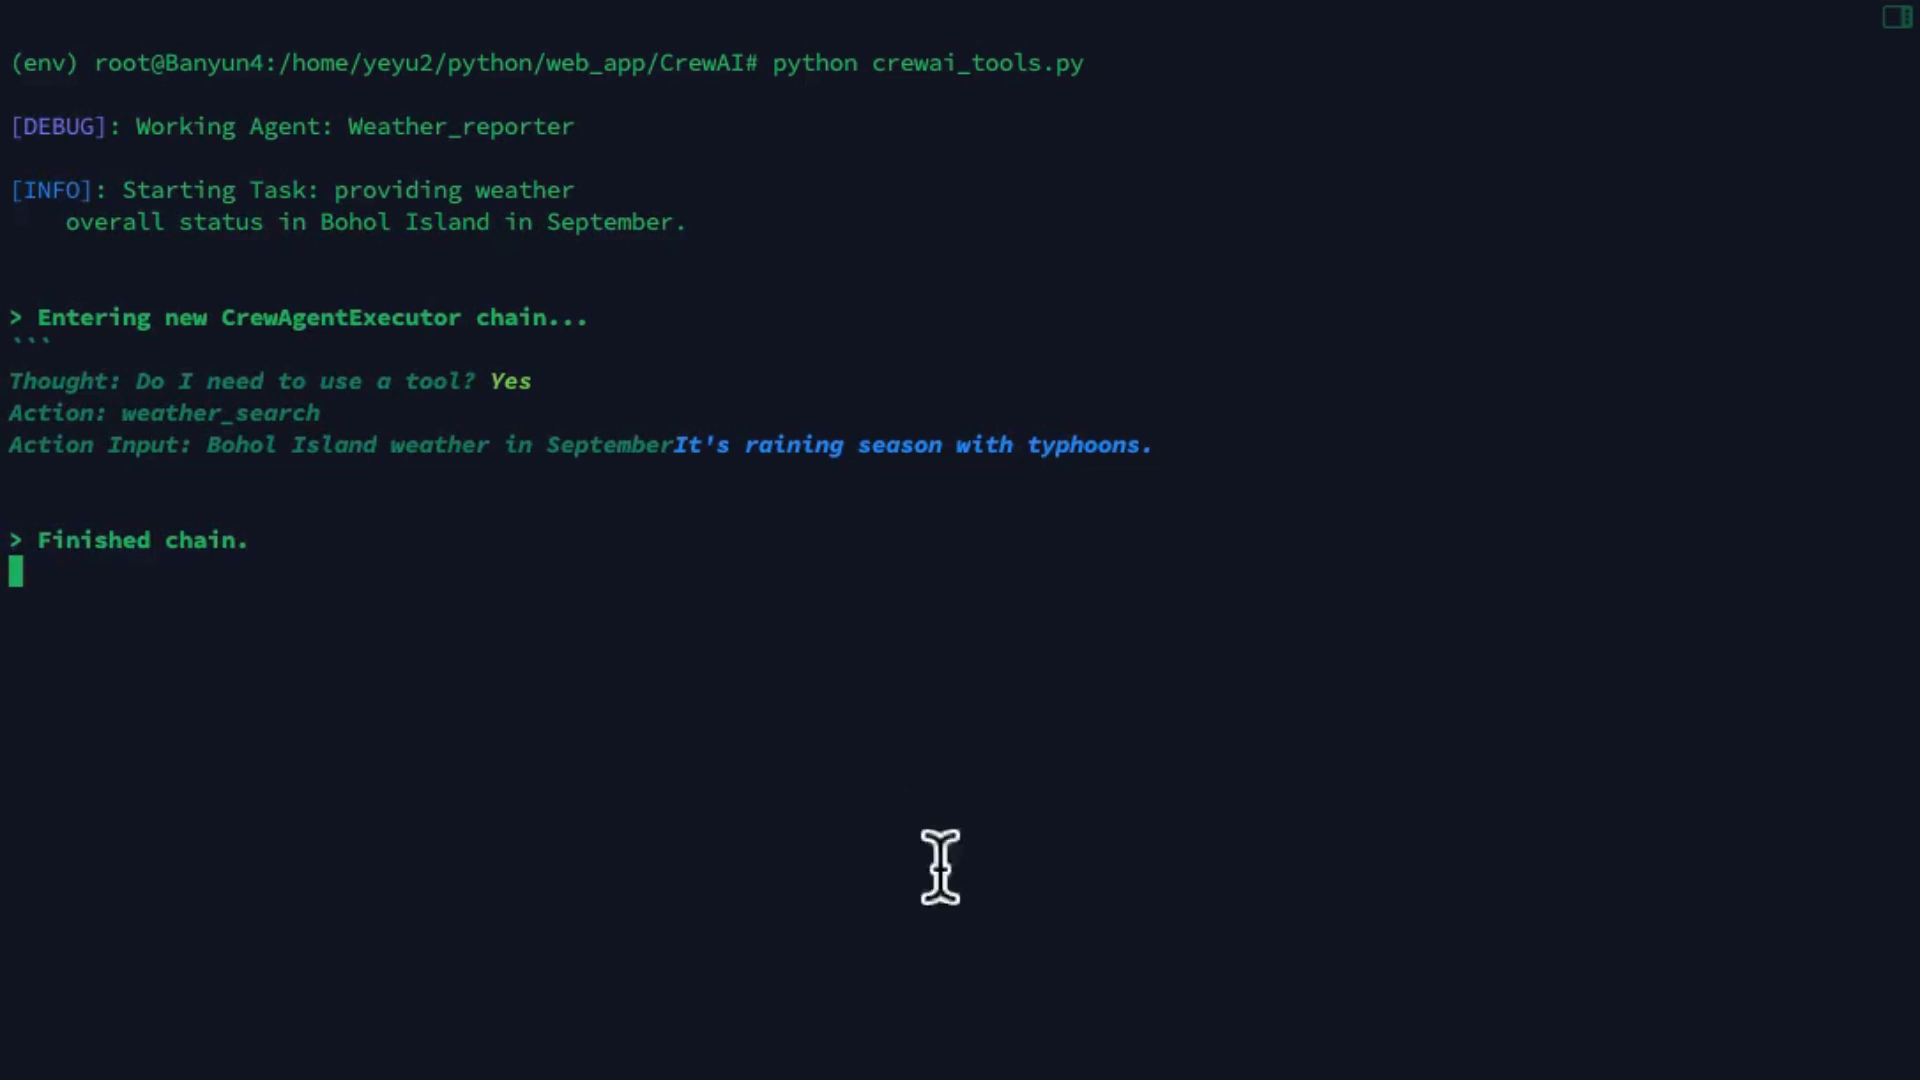 (env) root@Banyun4:/home/yeyu2/python/web_app/CrewAI# python crewai_tools.py
[DEBUG]: Working Agent: Weather_reporter
[INFO]: Starting Task: providing weather
overall status in Bohol Island in September.
> Entering new CrewAgentExecutor chain...
```
Thought: Do I need to use a tool? Yes
Action: weather_search
Action Input: Bohol Island weather in SeptemberIt's raining season with typhoons.
> Finished chain.